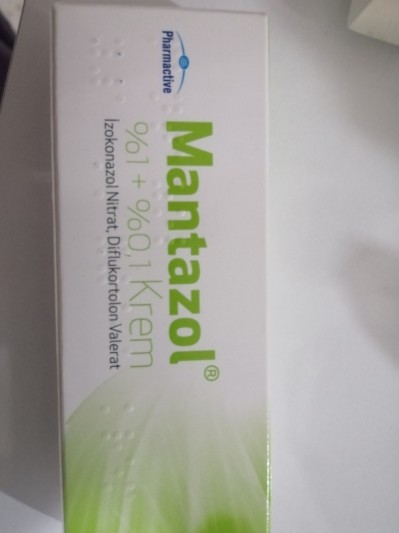 Pharmactive
Mantazol®
%1 + %0,1 Krem
İzokonazol Nitrat, Diflukortolon Valerat